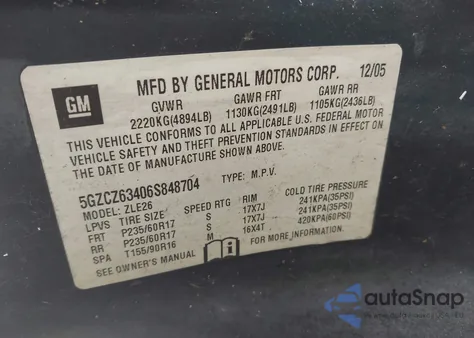 GM
MFD BY GENERAL MOTORS CORP. 12/05
GVWR GAWR FRT GAWR RR
2220KG(4894LB) 1130KG(2491LB) 1105KG(2436LB)
THIS VEHICLE CONFORMS TO ALL APPLICABLE U.S. FEDERAL MOTOR
VEHICLE SAFETY AND THEFT PREVENTION STANDARDS IN EFFECT ON
THE DATE OF MANUFACTURE SHOWN ABOVE.
5GZCZ63406S848704 TYPE: M.P.V.
MODEL: ZLE26
LPVS TIRE SIZE SPEED RTG RIM COLD TIRE PRESSURE
FRT P235/60R17 S 17X7J 241KPA(35PSI)
RR P235/60R17 S 17X7J 241KPA(35PSI)
SPA T155/90R16 M 16X4T 420KPA(60PSI)
SEE OWNER'S MANUAL FOR MORE INFORMATION.
autoSnap